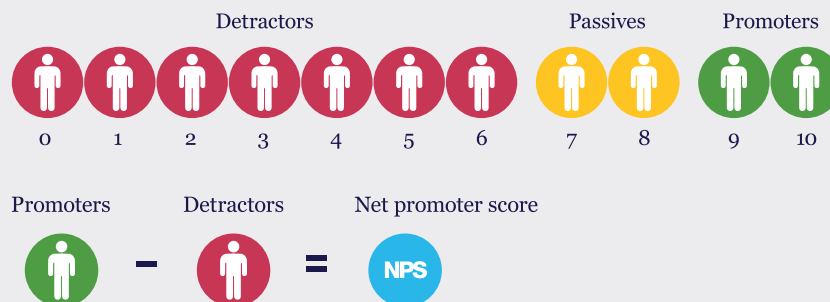 Detractors Passives Promoters
0 1 2 3 4 5 6 7 8 9 10
Promoters Detractors Net promoter score
– = NPS